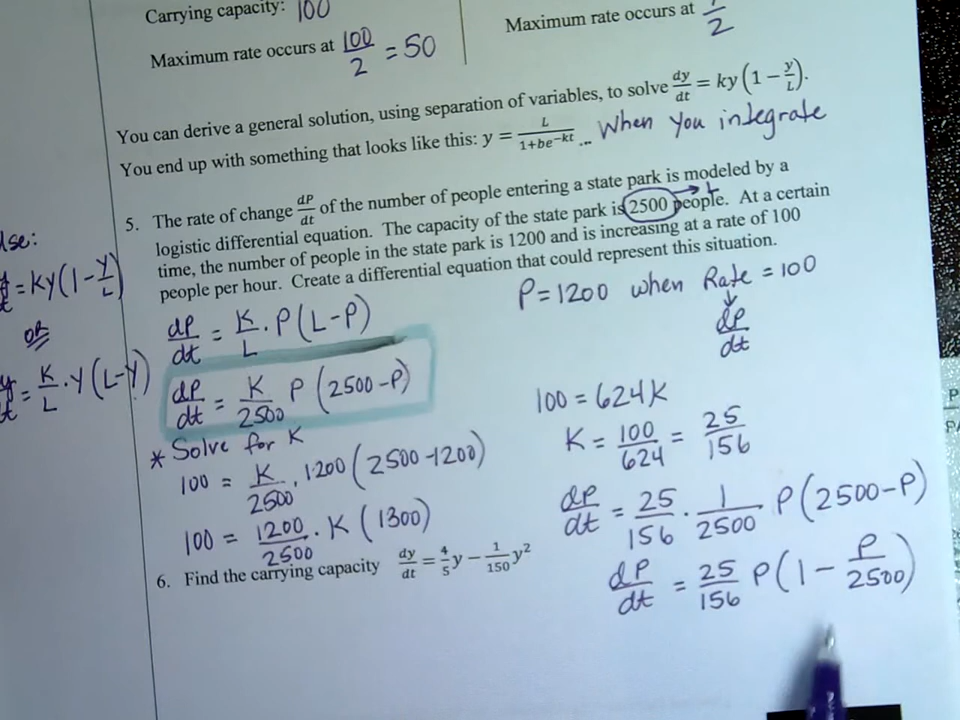 Carrying capacity: 100
Maximum rate occurs at 100/2 = 50
Maximum rate occurs at /2
You can derive a general solution, using separation of variables, to solve dy/dt = ky(1 − y/L).
You end up with something that looks like this: y = L/(1+be^−kt) ... When you integrate
5. The rate of change dP/dt of the number of people entering a state park is modeled by a
logistic differential equation. The capacity of the state park is 2500 people. → L At a certain
time, the number of people in the state park is 1200 and is increasing at a rate of 100
people per hour. Create a differential equation that could represent this situation.
= ky(1 − y/L)
OR
= K/L · y(L−y)
dP/dt = K/L · P(L−P)
dP/dt = K/2500 P(2500−P)
* Solve for K
100 = K/2500 · 1200(2500−1200)
100 = 1200/2500 · K(1300)
P = 1200 when Rate = 100
↓
dP/dt
100 = 624K
K = 100/624 = 25/156
dP/dt = 25/156 · 1/2500 P(2500−P)
dP/dt = 25/156 P(1 − P/2500)
6. Find the carrying capacity dy/dt = 4/5 y − 1/150 y²